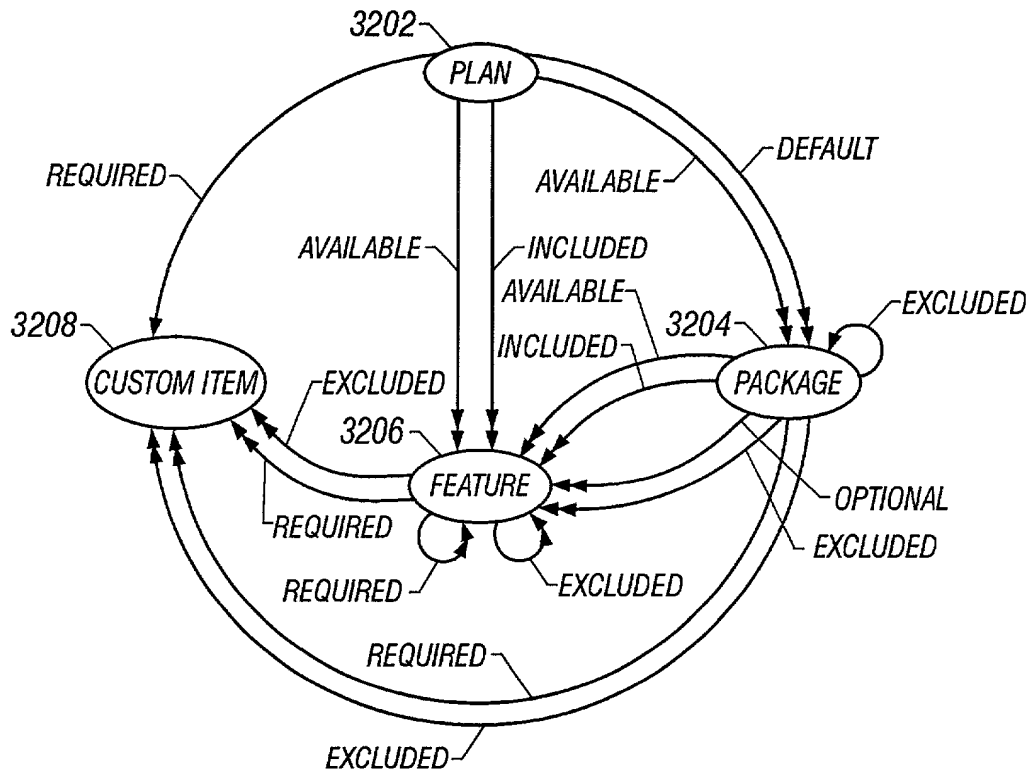 3202
PLAN
DEFAULT
REQUIRED
AVAILABLE
AVAILABLE
INCLUDED
AVAILABLE
EXCLUDED
3208
3204
INCLUDED
CUSTOM ITEM
EXCLUDED
PACKAGE
3206
FEATURE
OPTIONAL
REQUIRED
EXCLUDED
REQUIRED
EXCLUDED
REQUIRED
EXCLUDED